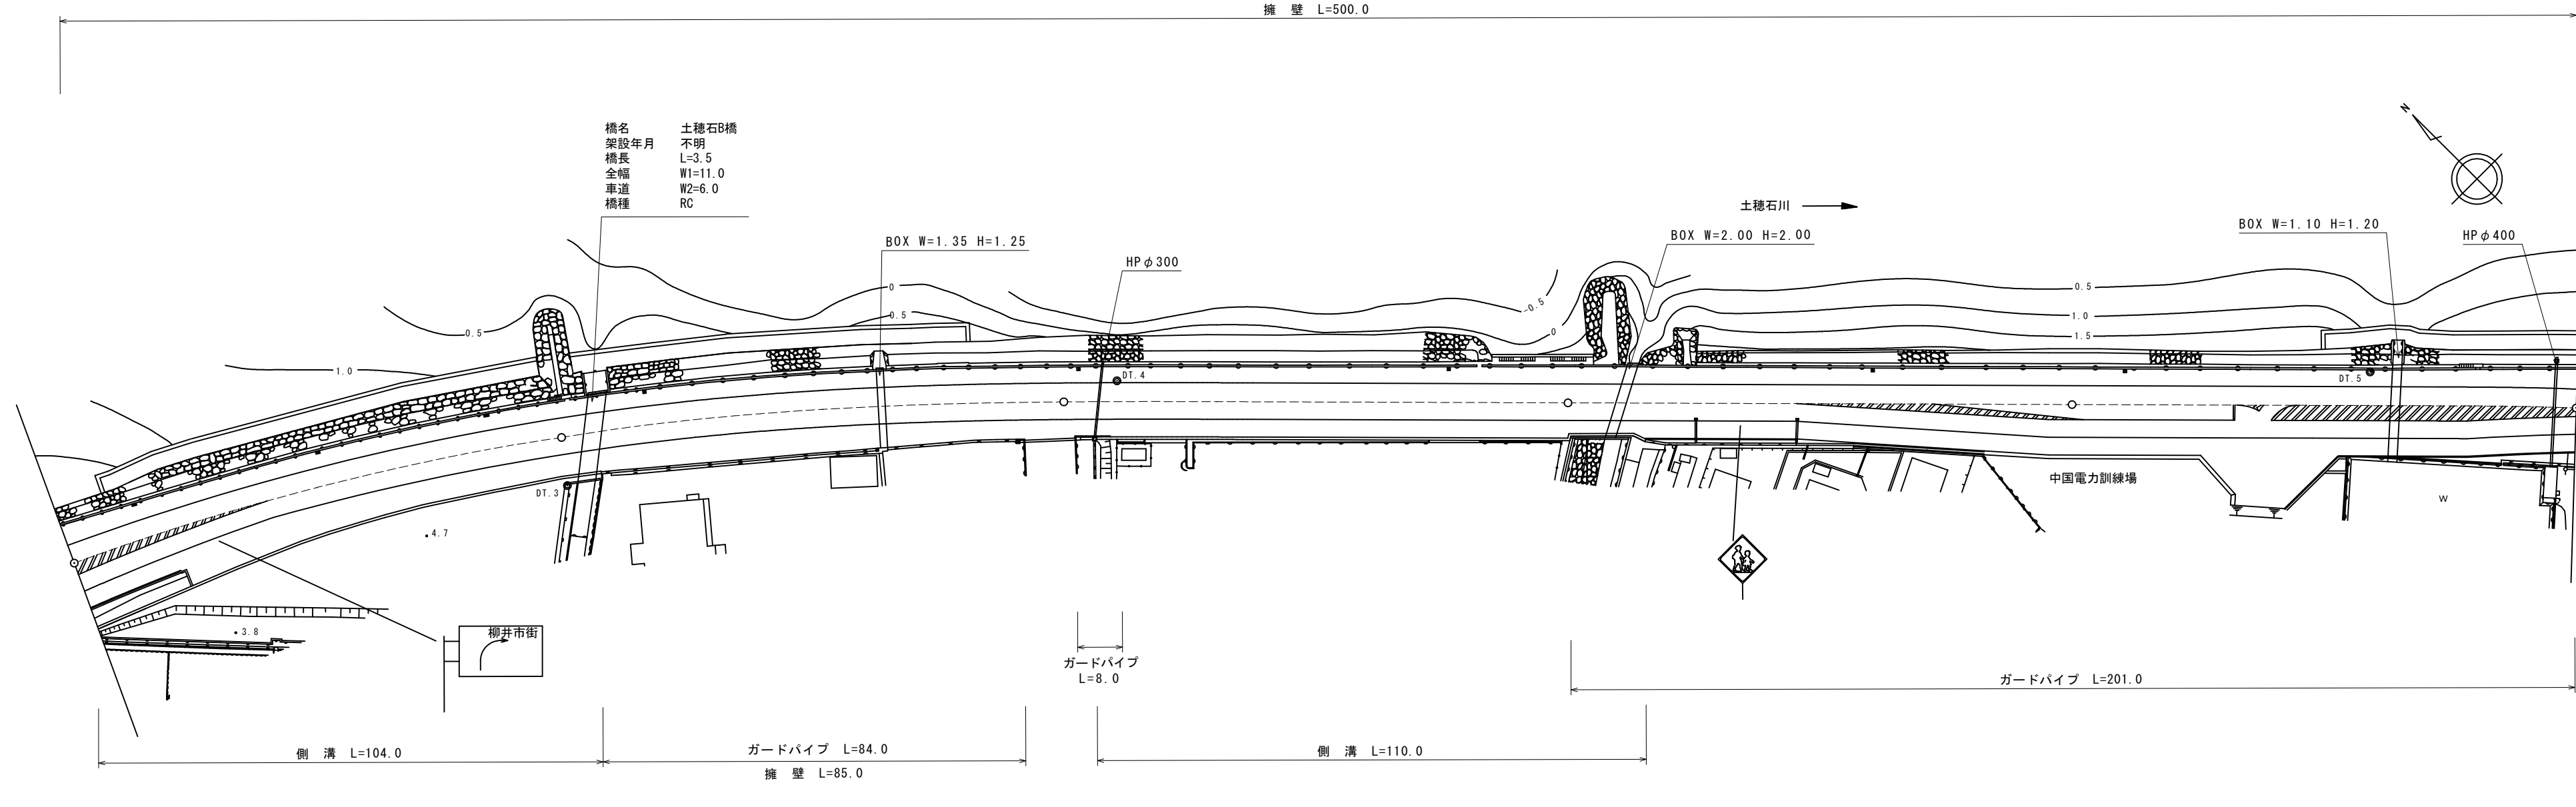 擁　壁　L=500.0
橋名　土穂石B橋
架設年月　不明
橋長　L=3.5
全幅　W1=11.0
車道　W2=6.0
橋種　RC
N
土穂石川
BOX W=1.35 H=1.25
HPφ300
BOX W=2.00 H=2.00
BOX W=1.10 H=1.20
HPφ400
0
0.5
-0.5
0
0.5
1.0
1.5
0.5
1.0
DT.4
DT.5
DT.3
中国電力訓練場
W
4.7
3.8
柳井市街
ガードパイプ
L=8.0
ガードパイプ　L=201.0
側　溝　L=104.0
ガードパイプ　L=84.0
擁　壁　L=85.0
側　溝　L=110.0